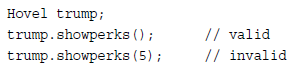 Hovel trump;
trump.showperks();      // valid
trump.showperks(5);     // invalid